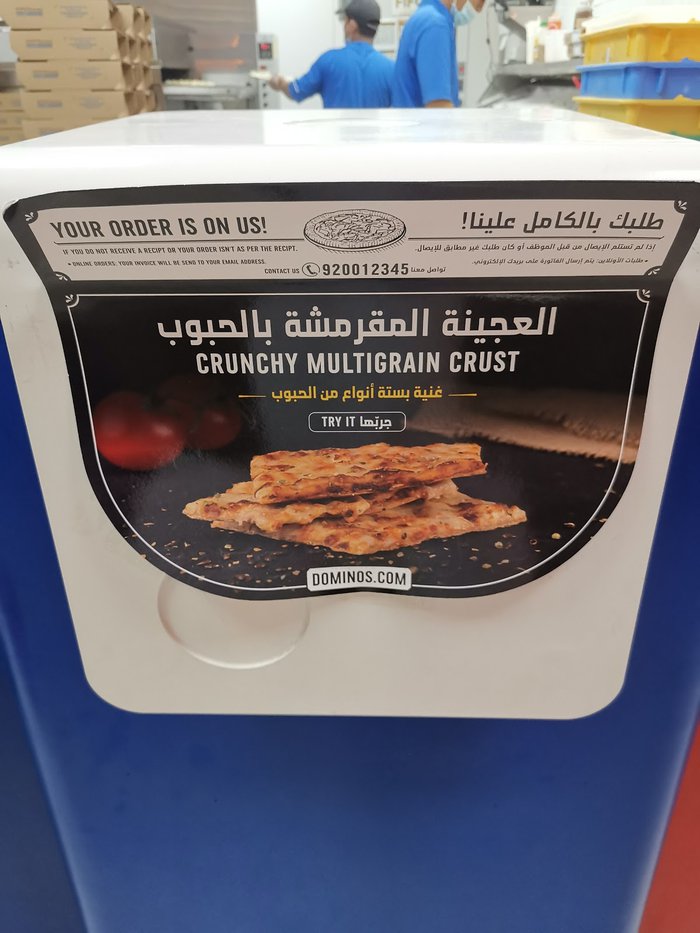 YOUR ORDER IS ON US!
طلبك بالكامل علينا!
IF YOU DO NOT RECEIVE A RECIPT OR YOUR ORDER ISN'T AS PER THE RECIPT.
إذا لم تستلم الإيصال من قبل الموظف أو كان طلبك غير مطابق للإيصال.
• ONLINE ORDERS: YOUR INVOICE WILL BE SEND TO YOUR EMAIL ADDRESS.
• طلبات الأونلاين: يتم إرسال الفاتورة على بريدك الإلكتروني.
CONTACT US 920012345 تواصل معنا
العجينة المقرمشة بالحبوب
CRUNCHY MULTIGRAIN CRUST
غنية بستة أنواع من الحبوب
TRY IT جربّها
DOMINOS.COM